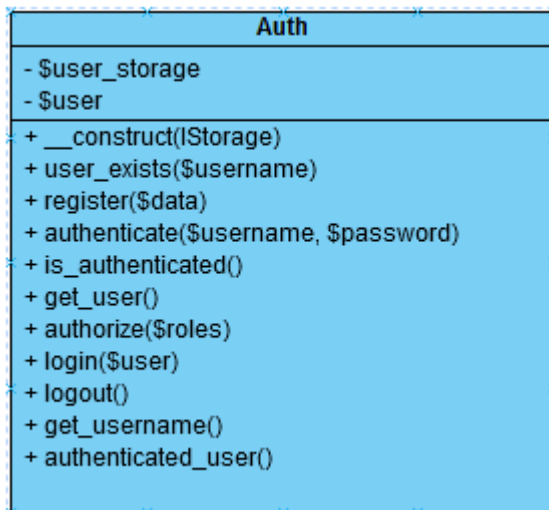 Auth
- $user_storage
- $user
+ __construct(IStorage)
+ user_exists($username)
+ register($data)
+ authenticate($username, $password)
+ is_authenticated()
+ get_user()
+ authorize($roles)
+ login($user)
+ logout()
+ get_username()
+ authenticated_user()